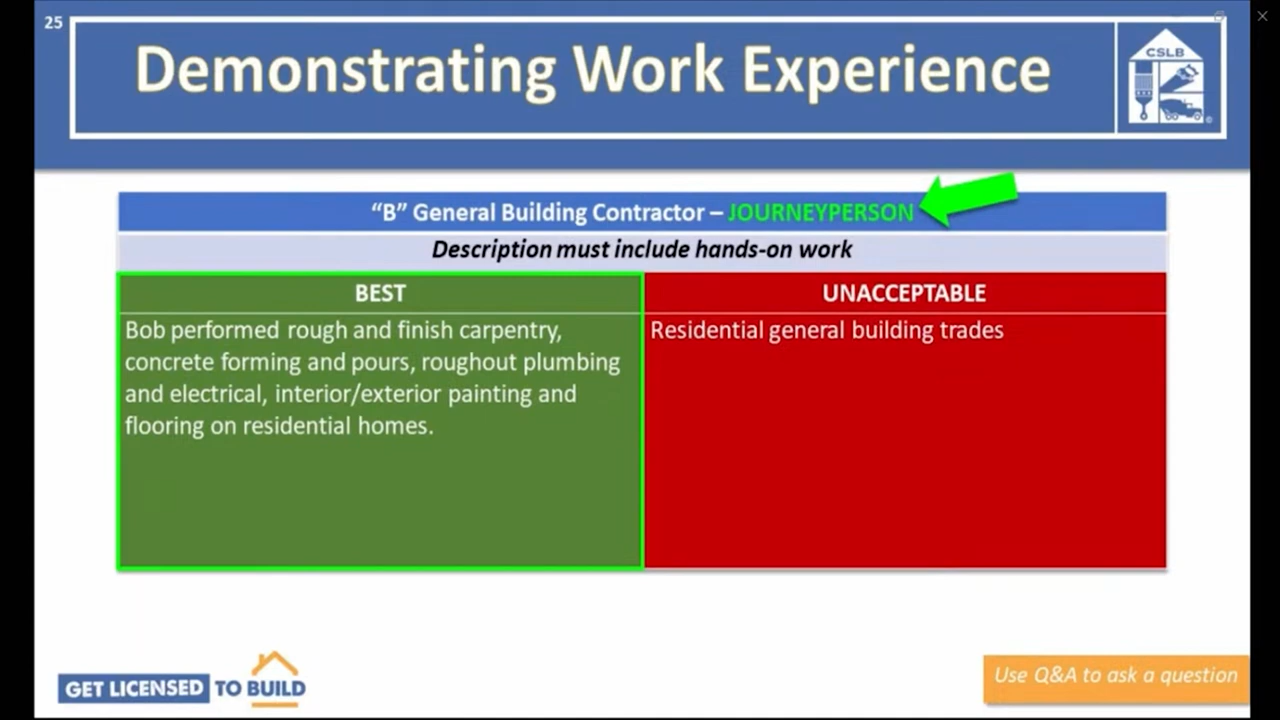 25
Demonstrating Work Experience
CSLB
“B” General Building Contractor – JOURNEYPERSON
Description must include hands-on work
BEST
UNACCEPTABLE
Bob performed rough and finish carpentry,
concrete forming and pours, roughout plumbing
and electrical, interior/exterior painting and
flooring on residential homes.
Residential general building trades
GET LICENSED TO BUILD
Use Q&A to ask a question